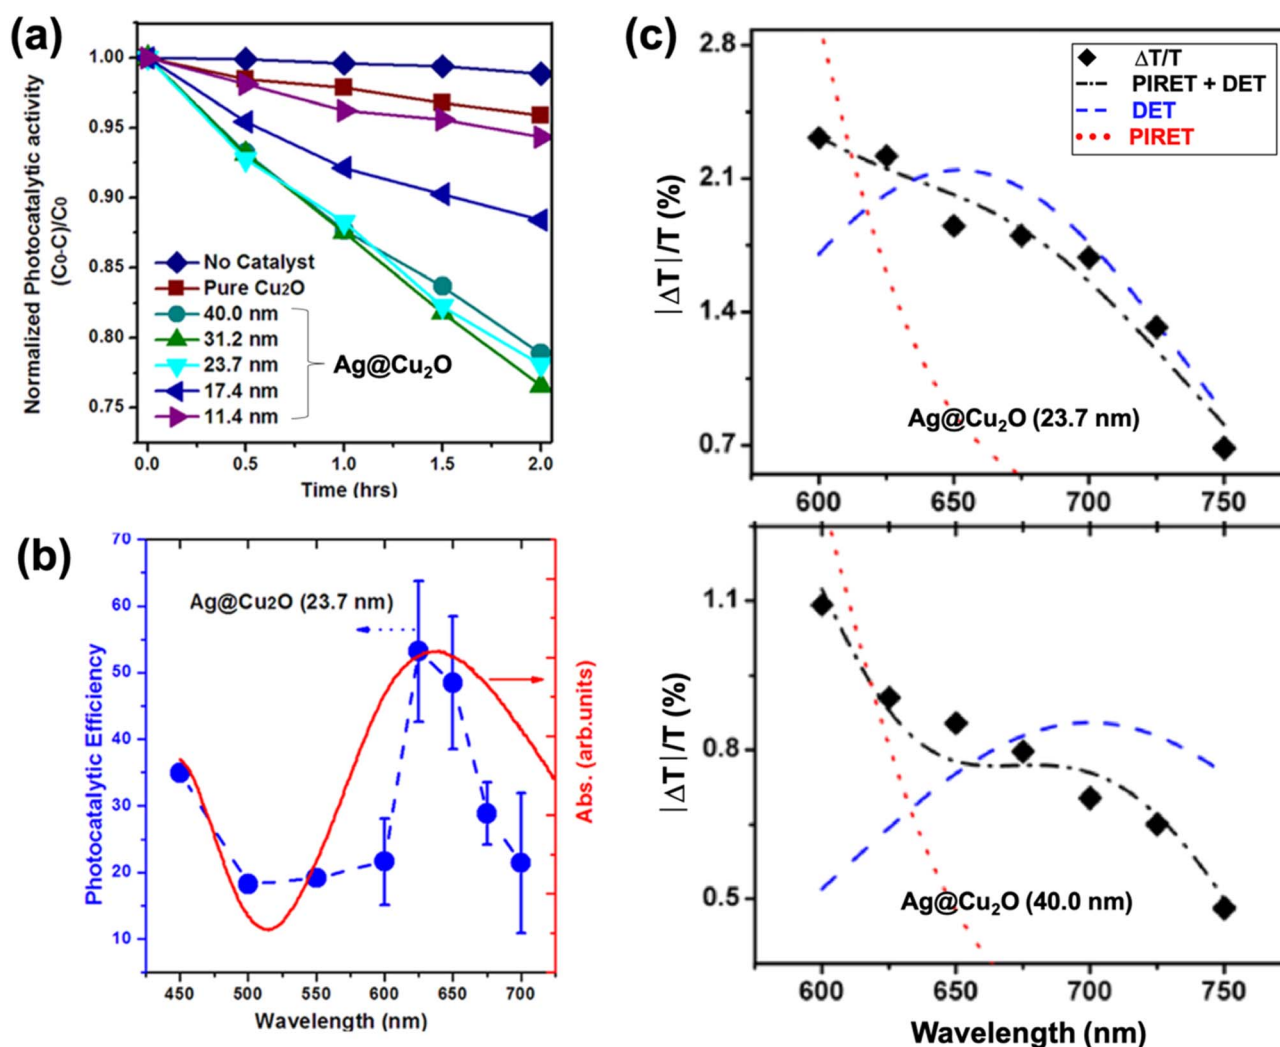 (a)
Normalized Photocatalytic activity
(C₀-C)/C₀
1.00
0.95
0.90
0.85
0.80
0.75
No Catalyst
Pure Cu₂O
40.0 nm
31.2 nm
23.7 nm
17.4 nm
11.4 nm
Ag@Cu₂O
0.0 0.5 1.0 1.5 2.0
Time (hrs)
(b)
Photocatalytic Efficiency
70
60
50
40
30
20
10
Ag@Cu₂O (23.7 nm)
Abs. (arb.units)
450 500 550 600 650 700
Wavelength (nm)
(c)
|ΔT|/T (%)
2.8
2.1
1.4
0.7
ΔT/T
PIRET + DET
DET
PIRET
Ag@Cu₂O (23.7 nm)
600 650 700 750
|ΔT|/T (%)
1.1
0.8
0.5
Ag@Cu₂O (40.0 nm)
600 650 700 750
Wavelength (nm)